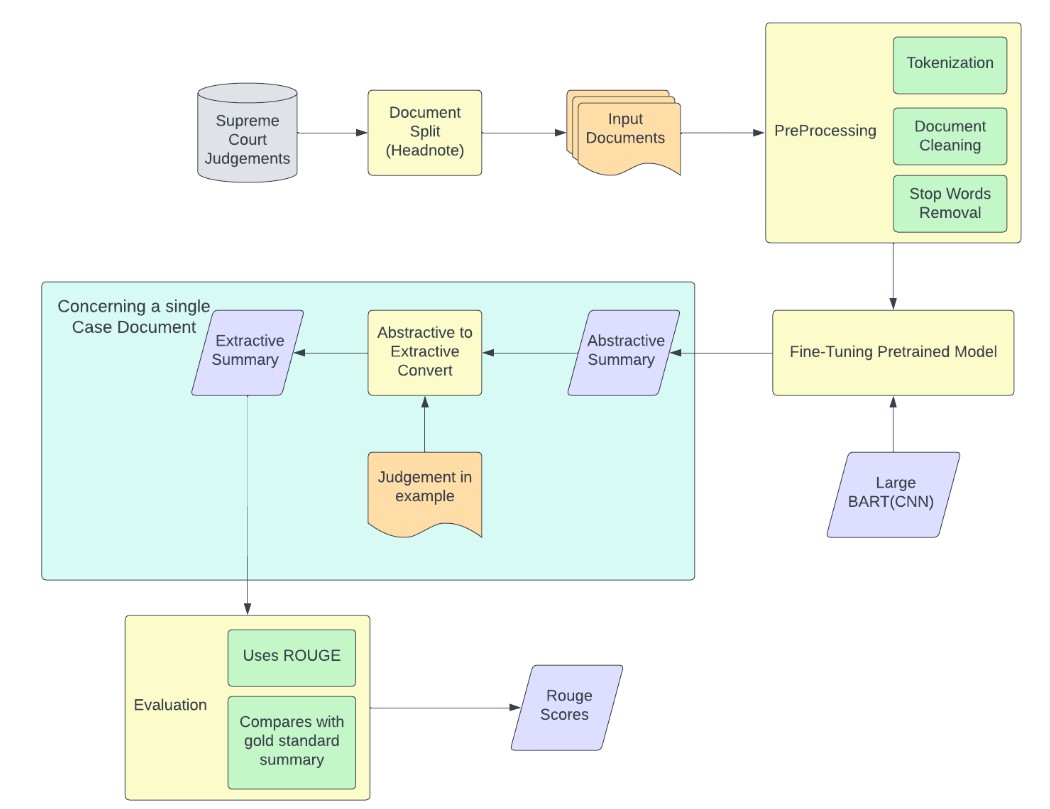 Supreme
Court
Judgements
Document
Split
(Headnote)
Input
Documents
PreProcessing
Tokenization
Document
Cleaning
Stop Words
Removal
Concerning a single
Case Document
Extractive
Summary
Abstractive to
Extractive
Convert
Abstractive
Summary
Fine-Tuning Pretrained Model
Judgement in
example
Large
BART(CNN)
Evaluation
Uses ROUGE
Compares with
gold standard
summary
Rouge
Scores